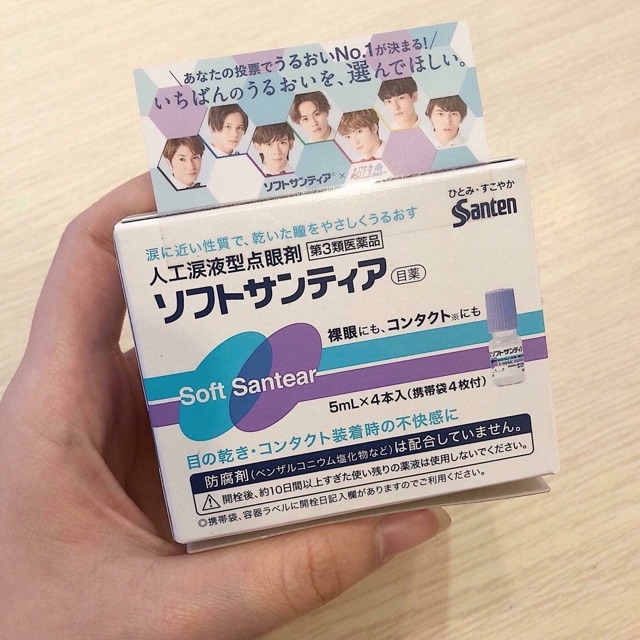 あなたの投票でうるおいNo.1が決まる!
いちばんのうるおいを、選んでほしい。
ソフトサンティア® ×
ひとみ・すこやか
Santen
涙に近い性質で、乾いた瞳をやさしくうるおす
人工涙液型点眼剤 第3類医薬品
ソフトサンティア 目薬
裸眼にも、コンタクト※にも
Soft Santear
5mL×4本入(携帯袋4枚付)
目の乾き・コンタクト装着時の不快感に
防腐剤(ベンザルコニウム塩化物など)は配合していません。
開栓後、約10日間以上すぎた使い残りの薬液は使用しないでください。
◎携帯袋、容器ラベルに開栓日記入欄がありますのでご利用ください。